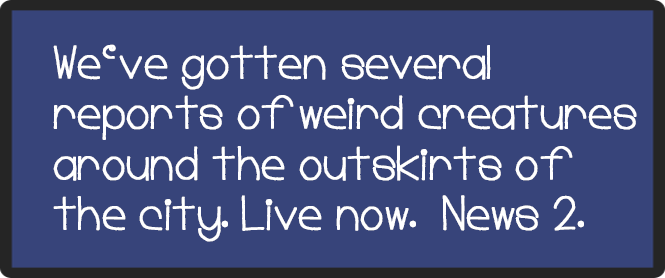 We've gotten several
reports of weird creatures
around the outskirts of
the city. Live now.  News 2.